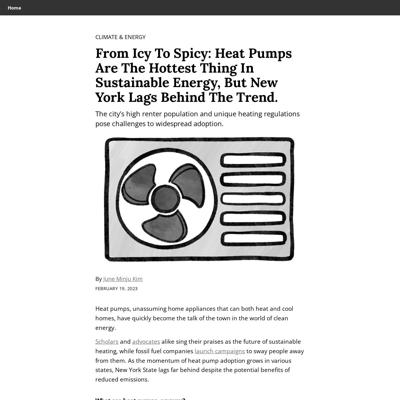 Home
CLIMATE & ENERGY
From Icy To Spicy: Heat Pumps
Are The Hottest Thing In
Sustainable Energy, But New
York Lags Behind The Trend.
The city's high renter population and unique heating regulations
pose challenges to widespread adoption.
By June Minju Kim
FEBRUARY 19, 2023
Heat pumps, unassuming home appliances that can both heat and cool
homes, have quickly become the talk of the town in the world of clean
energy.
Scholars and advocates alike sing their praises as the future of sustainable
heating, while fossil fuel companies launch campaigns to sway people away
from them. As the momentum of heat pump adoption grows in various
states, New York State lags far behind despite the potential benefits of
reduced emissions.